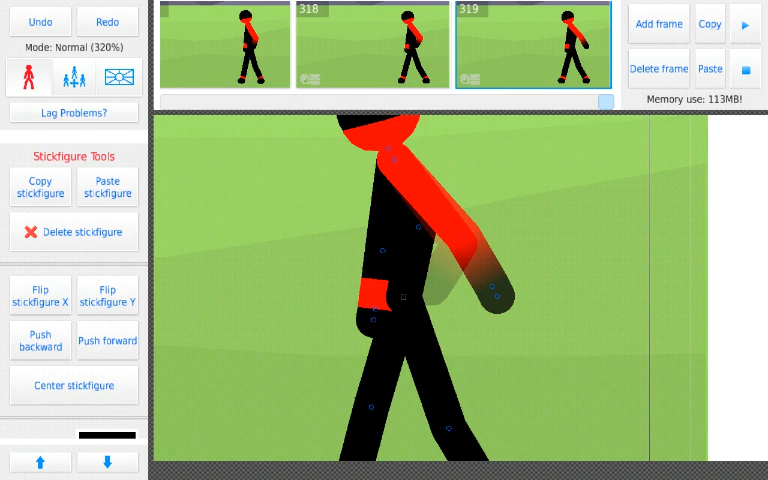 Undo
Redo
Mode: Normal (320%)
Lag Problems?
Stickfigure Tools
Copy
stickfigure
Paste
stickfigure
Delete stickfigure
Flip
stickfigure X
Flip
stickfigure Y
Push
backward
Push forward
Center stickfigure
318
319
Add frame
Copy
Delete frame
Paste
Memory use: 113MB!